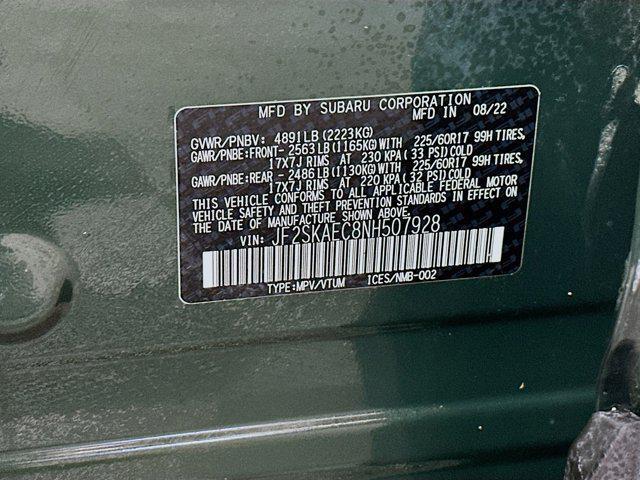 MFD BY SUBARU CORPORATION
MFD IN 08/22
GVWR/PNBV: 4891LB(2223KG)
GAWR/PNBE:FRONT- 2563LB(1165KG)WITH 225/60R17 99H TIRES,
17X7J RIMS AT 230 KPA( 33 PSI)COLD
GAWR/PNBE:REAR - 2486LB(1130KG)WITH 225/60R17 99H TIRES,
17X7J RIMS AT 220 KPA( 32 PSI)COLD
THIS VEHICLE CONFORMS TO ALL APPLICABLE FEDERAL MOTOR
VEHICLE SAFETY AND THEFT PREVENTION STANDARDS IN EFFECT ON
THE DATE OF MANUFACTURE SHOWN ABOVE.
VIN: JF2SKAEC8NH507928
TYPE:MPV/VTUM ICES/NMB-002